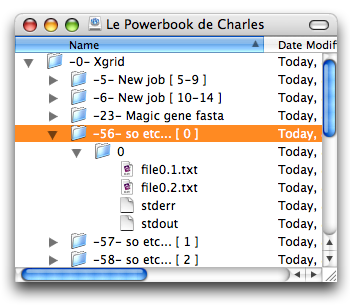 Le Powerbook de Charles
Name Date Modif
-0- Xgrid Today,
-5- New job [ 5-9 ] Today,
-6- New job [ 10-14 ] Today,
-23- Magic gene fasta Today,
-56- so etc... [ 0 ] Today,
0 Today,
file0.1.txt Today,
file0.2.txt Today,
stderr Today,
stdout Today,
-57- so etc... [ 1 ] Today,
-58- so etc... [ 2 ] Today,